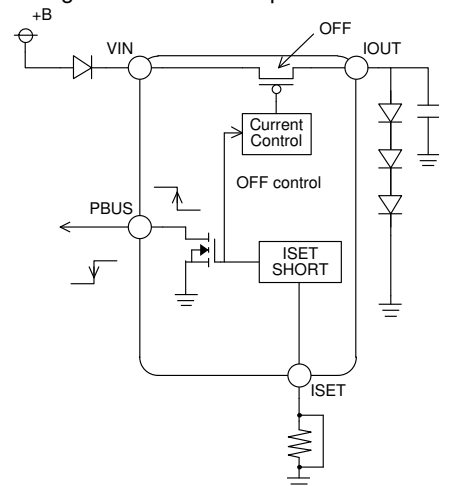 +B
VIN
OFF
IOUT
Current
Control
OFF control
PBUS
ISET
SHORT
ISET